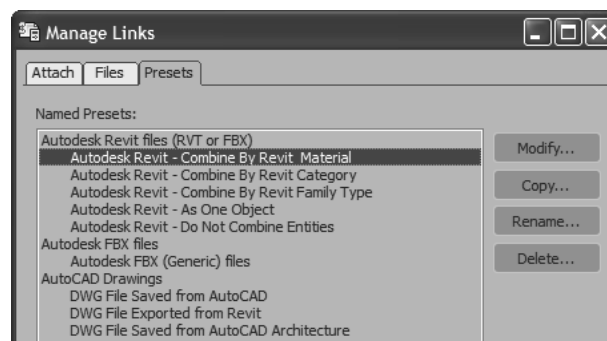 Manage Links
Attach Files Presets
Named Presets:
Autodesk Revit files (RVT or FBX)
Autodesk Revit - Combine By Revit Material
Autodesk Revit - Combine By Revit Category
Autodesk Revit - Combine By Revit Family Type
Autodesk Revit - As One Object
Autodesk Revit - Do Not Combine Entities
Autodesk FBX files
Autodesk FBX (Generic) files
AutoCAD Drawings
DWG File Saved from AutoCAD
DWG File Exported from Revit
DWG File Saved from AutoCAD Architecture
Modify...
Copy...
Rename...
Delete...